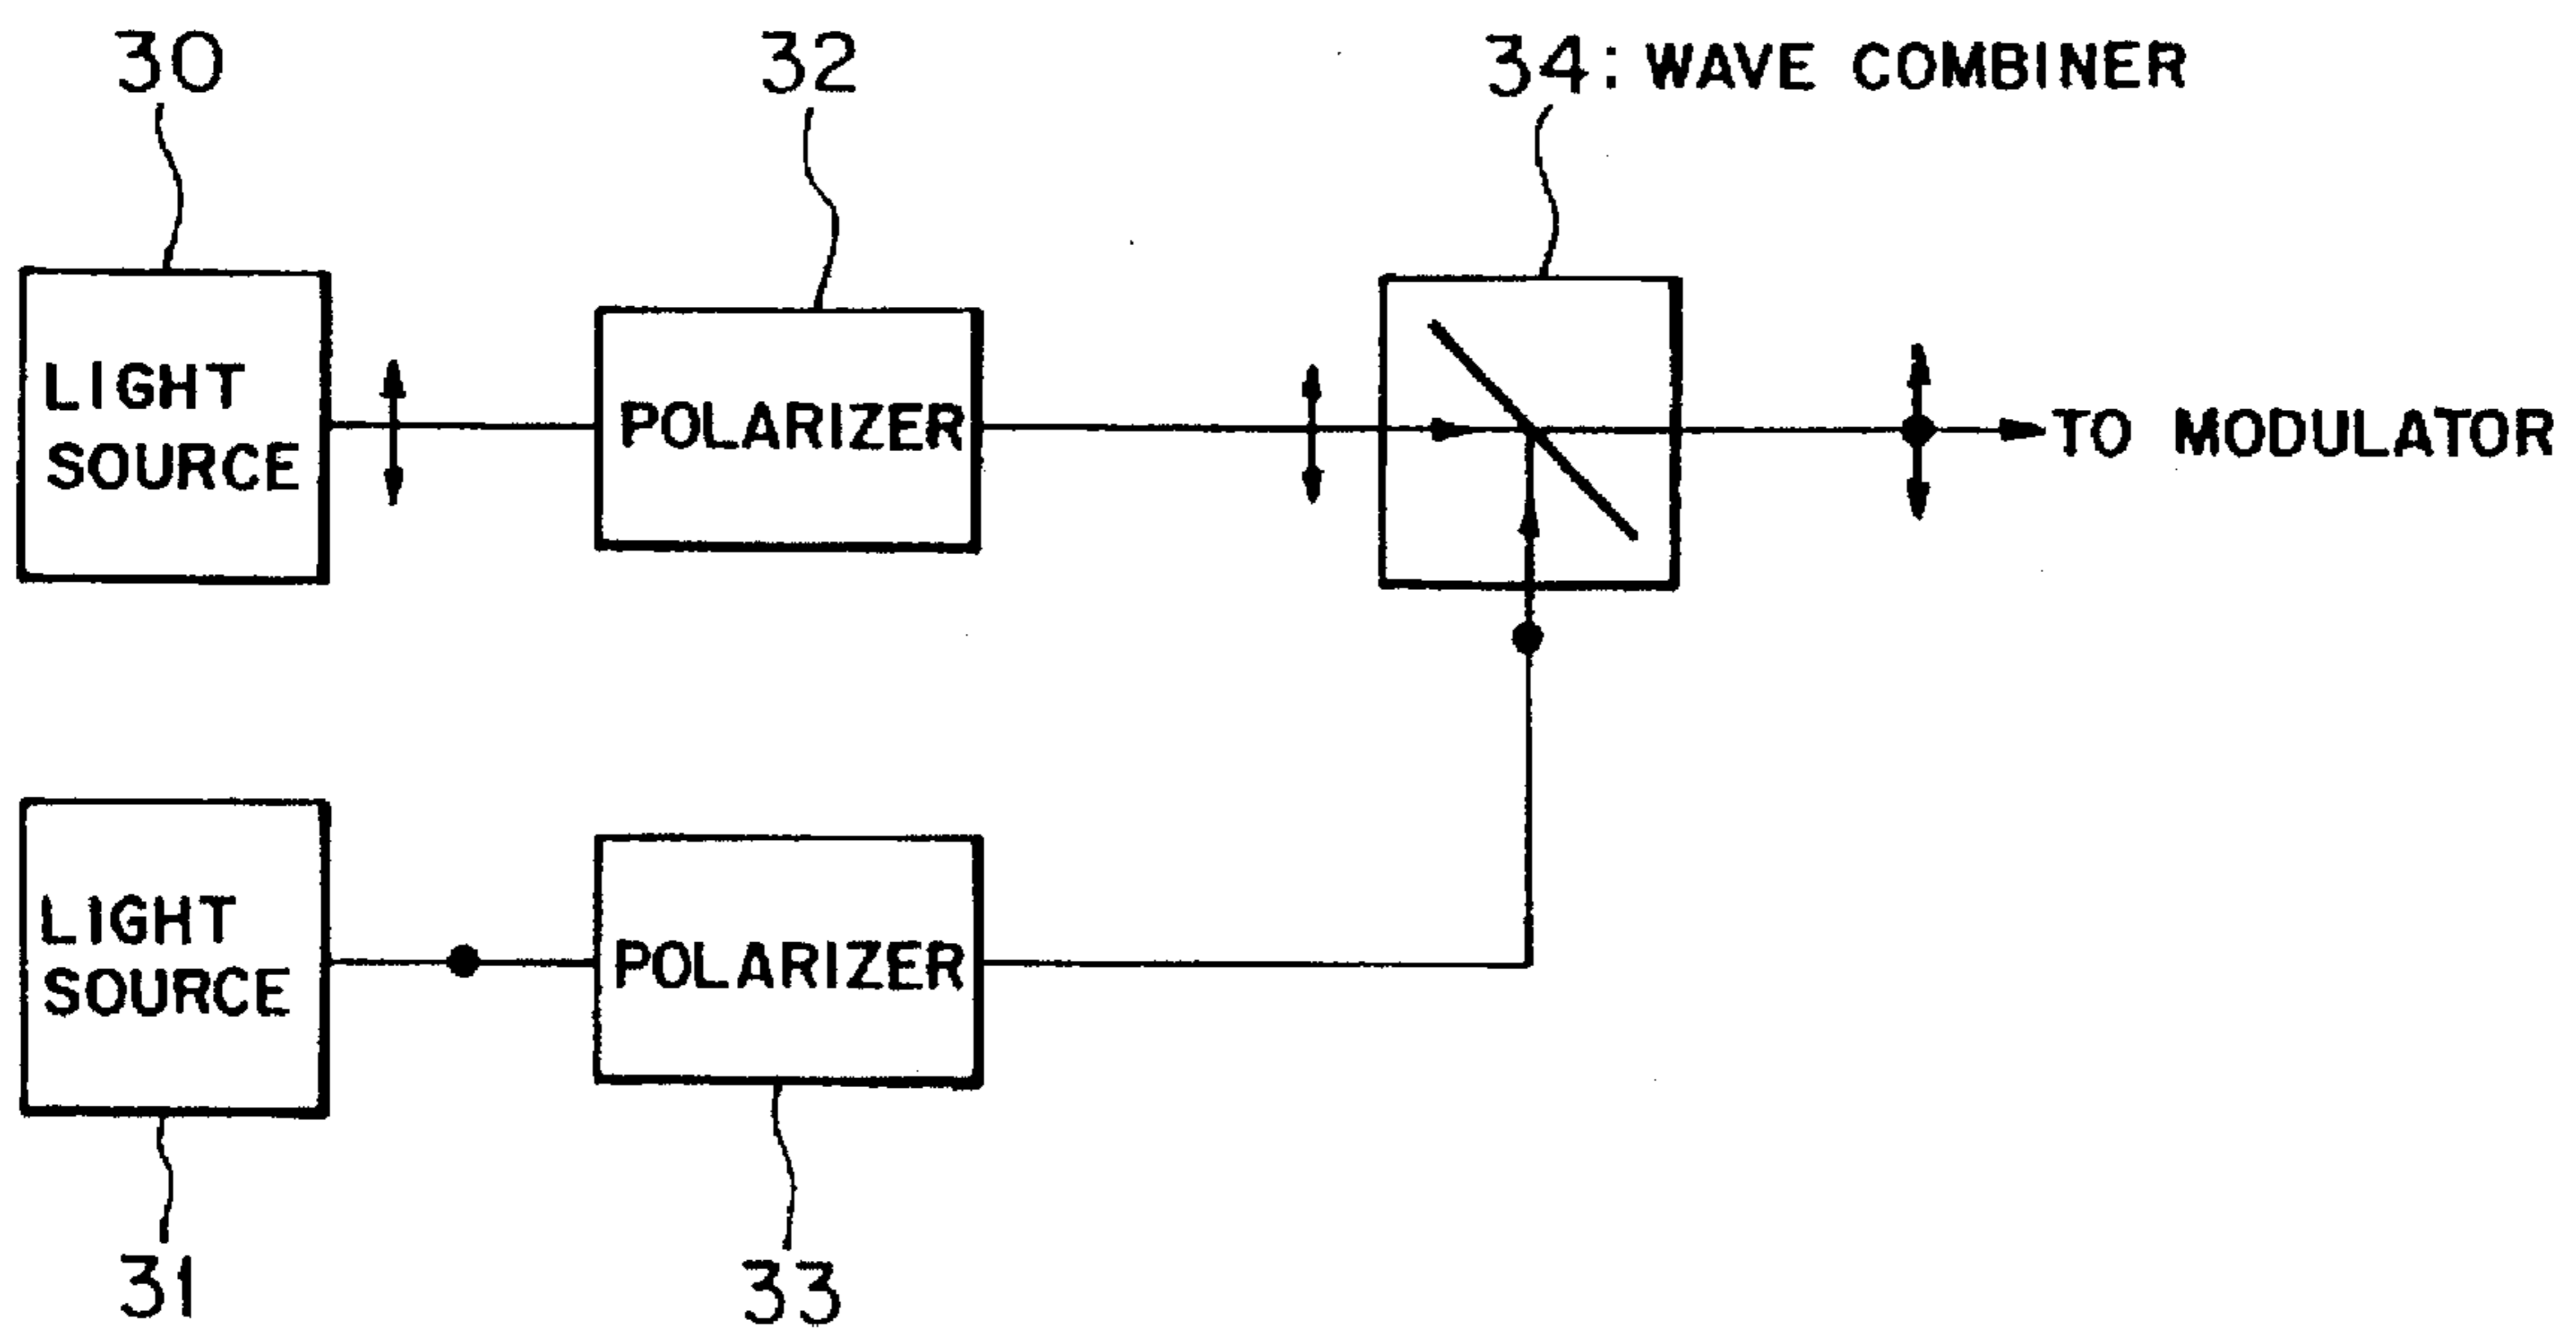 30
32
34: WAVE COMBINER
LIGHT
SOURCE
POLARIZER
TO MODULATOR
LIGHT
SOURCE
POLARIZER
31
33